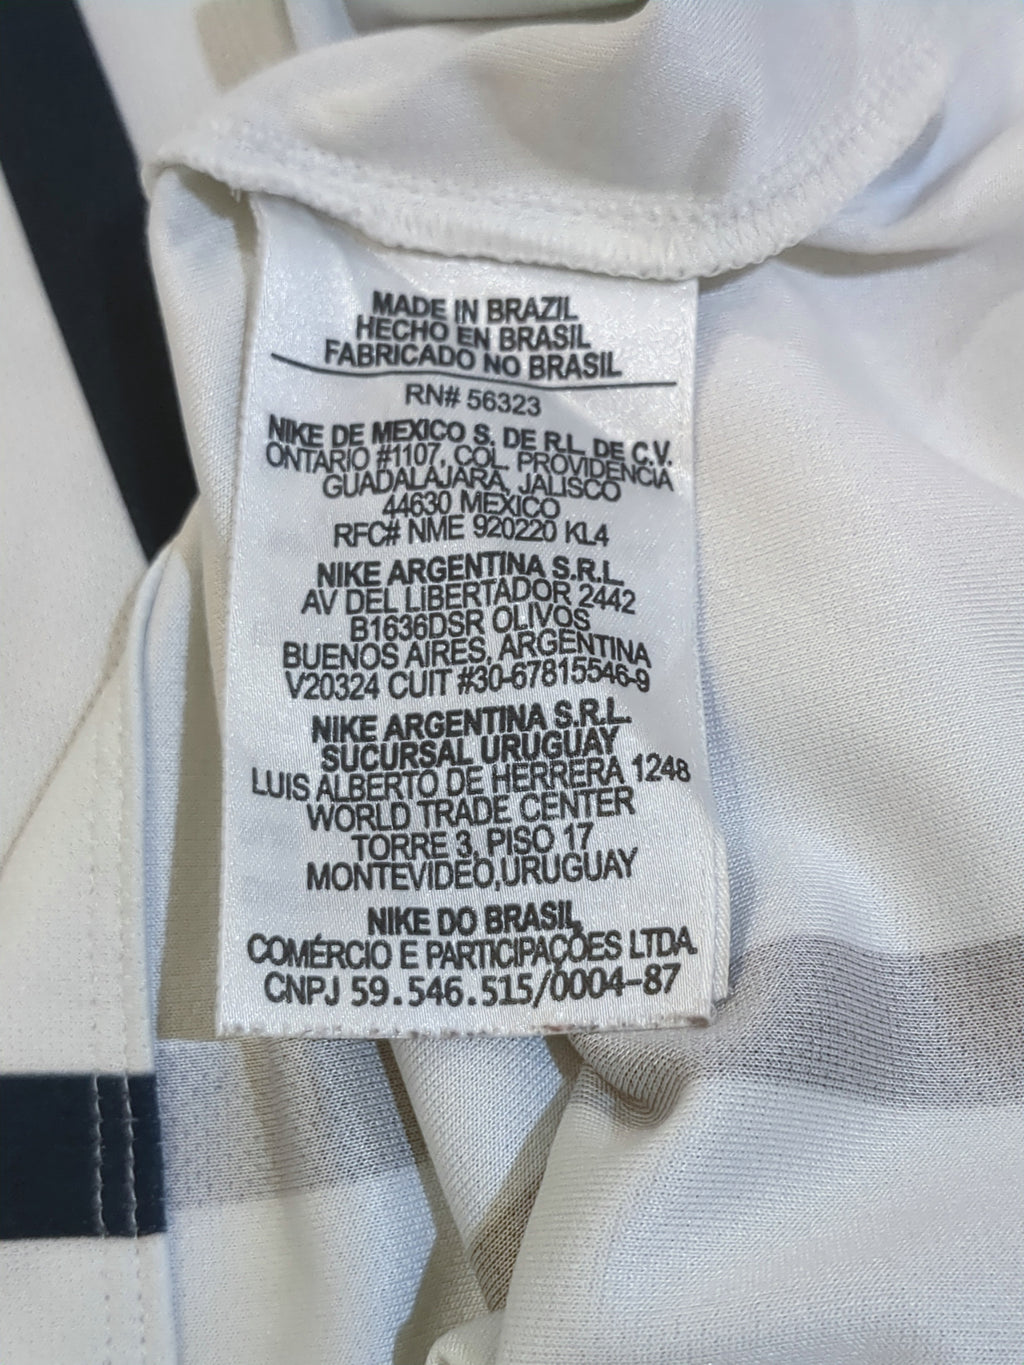 MADE IN BRAZIL
HECHO EN BRASIL
FABRICADO NO BRASIL
RN# 56323
NIKE DE MEXICO S. DE R.L. DE C.V.
ONTARIO #1107, COL. PROVIDENCIA
GUADALAJARA, JALISCO
44630 MEXICO
RFC# NME 920220 KL4
NIKE ARGENTINA S.R.L.
AV DEL LIBERTADOR 2442
B1636DSR OLIVOS
BUENOS AIRES, ARGENTINA
V20324 CUIT #30-67815546-9
NIKE ARGENTINA S.R.L.
SUCURSAL URUGUAY
LUIS ALBERTO DE HERRERA 1248
WORLD TRADE CENTER
TORRE 3, PISO 17
MONTEVIDEO,URUGUAY
NIKE DO BRASIL
COMÉRCIO E PARTICIPAÇÕES LTDA.
CNPJ 59.546.515/0004-87